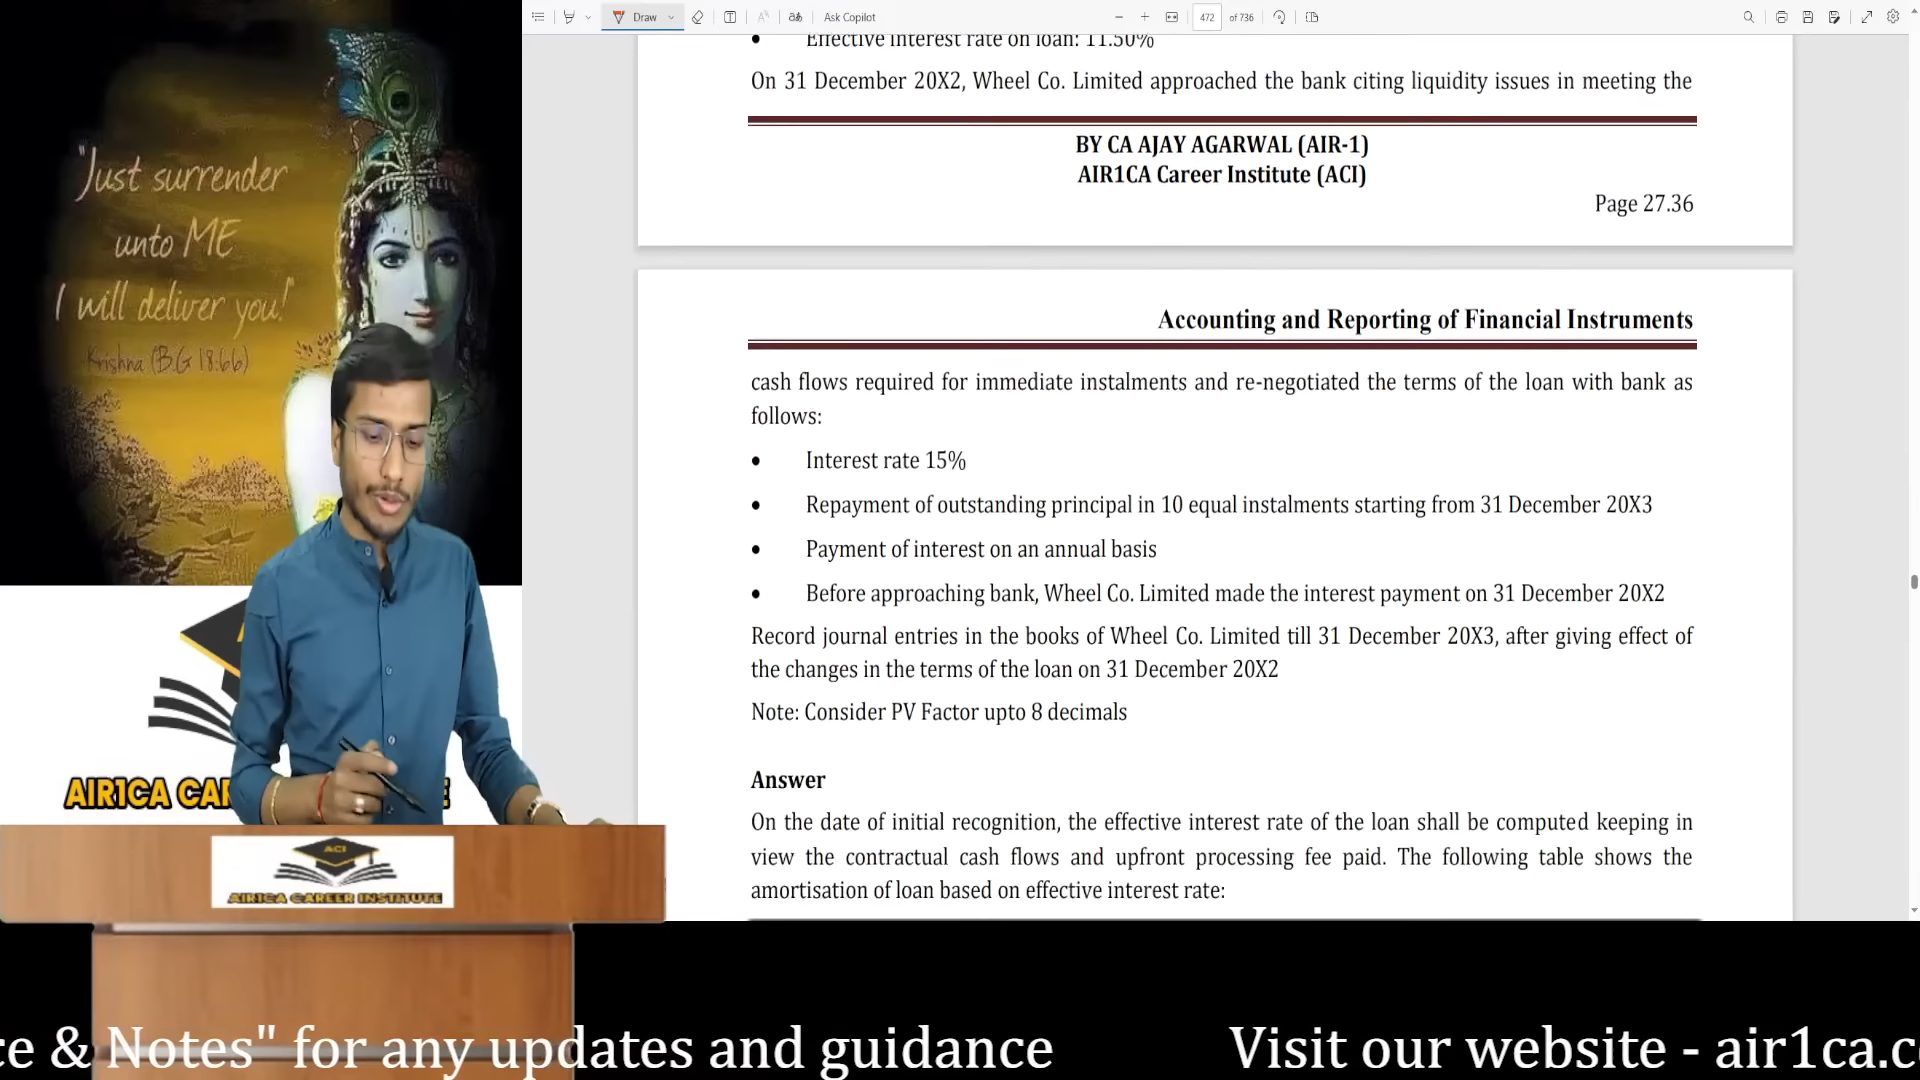 "Just surrender
unto ME
I will deliver you!"
Krishna (B.G 18:66)
AIR1CA CAR
E
ACI
AIR1CA CAREER INSTITUTE
Draw
Ask Copilot
472
of 736
Effective interest rate on loan: 11.50%
On 31 December 20X2, Wheel Co. Limited approached the bank citing liquidity issues in meeting the
BY CA AJAY AGARWAL (AIR-1)
AIR1CA Career Institute (ACI)
Page 27.36
Accounting and Reporting of Financial Instruments
cash flows required for immediate instalments and re-negotiated the terms of the loan with bank as
follows:
• Interest rate 15%
• Repayment of outstanding principal in 10 equal instalments starting from 31 December 20X3
• Payment of interest on an annual basis
• Before approaching bank, Wheel Co. Limited made the interest payment on 31 December 20X2
Record journal entries in the books of Wheel Co. Limited till 31 December 20X3, after giving effect of
the changes in the terms of the loan on 31 December 20X2
Note: Consider PV Factor upto 8 decimals
Answer
On the date of initial recognition, the effective interest rate of the loan shall be computed keeping in
view the contractual cash flows and upfront processing fee paid. The following table shows the
amortisation of loan based on effective interest rate:
ce & Notes" for any updates and guidance Visit our website - air1ca.c